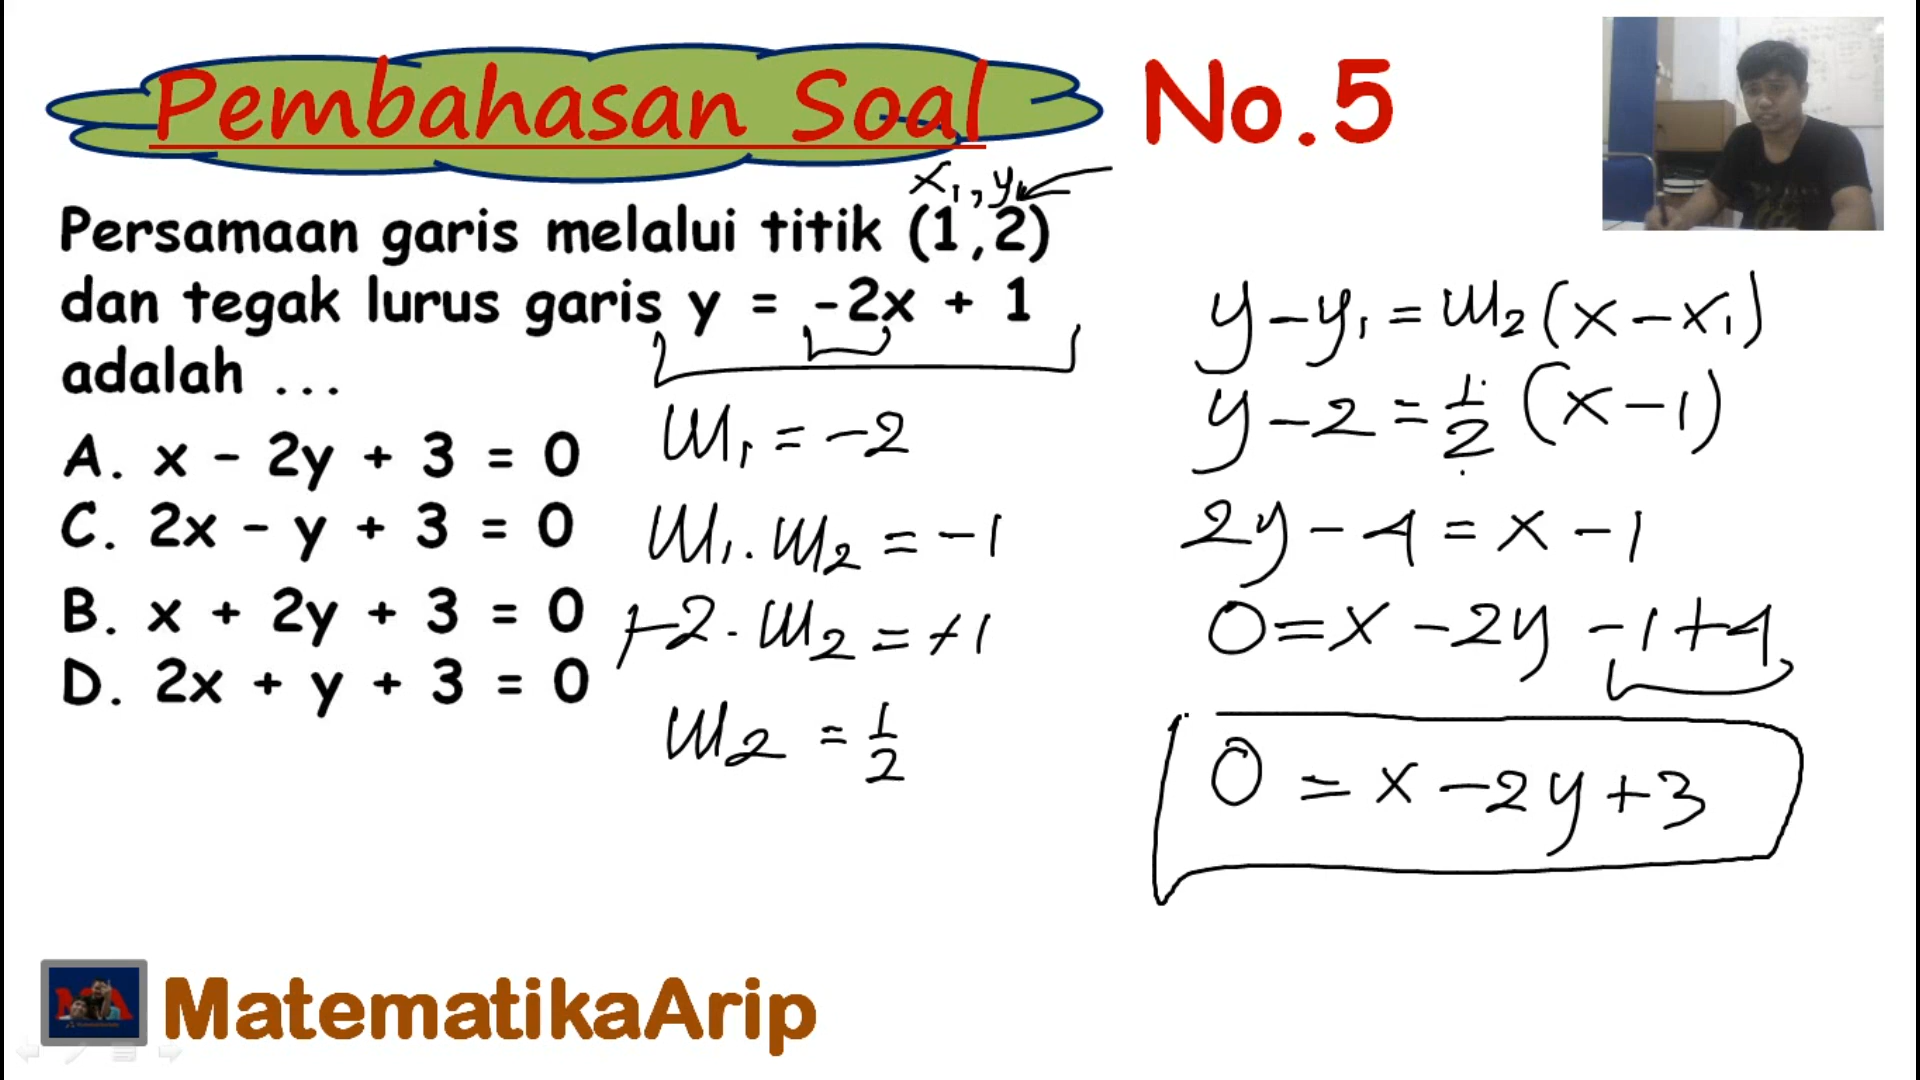 Pembahasan Soal No.5
x₁, y₁
Persamaan garis melalui titik (1,2)
dan tegak lurus garis y = -2x + 1
adalah ...
A. x - 2y + 3 = 0
C. 2x - y + 3 = 0
B. x + 2y + 3 = 0
D. 2x + y + 3 = 0
m₁ = -2
m₁ . m₂ = -1
+2 . m₂ = +1
m₂ = 1/2
y - y₁ = m₂ (x - x₁)
y - 2 = 1/2 (x - 1)
2y - 4 = x - 1
0 = x - 2y - 1 + 4
0 = x - 2y + 3
MatematikaArip